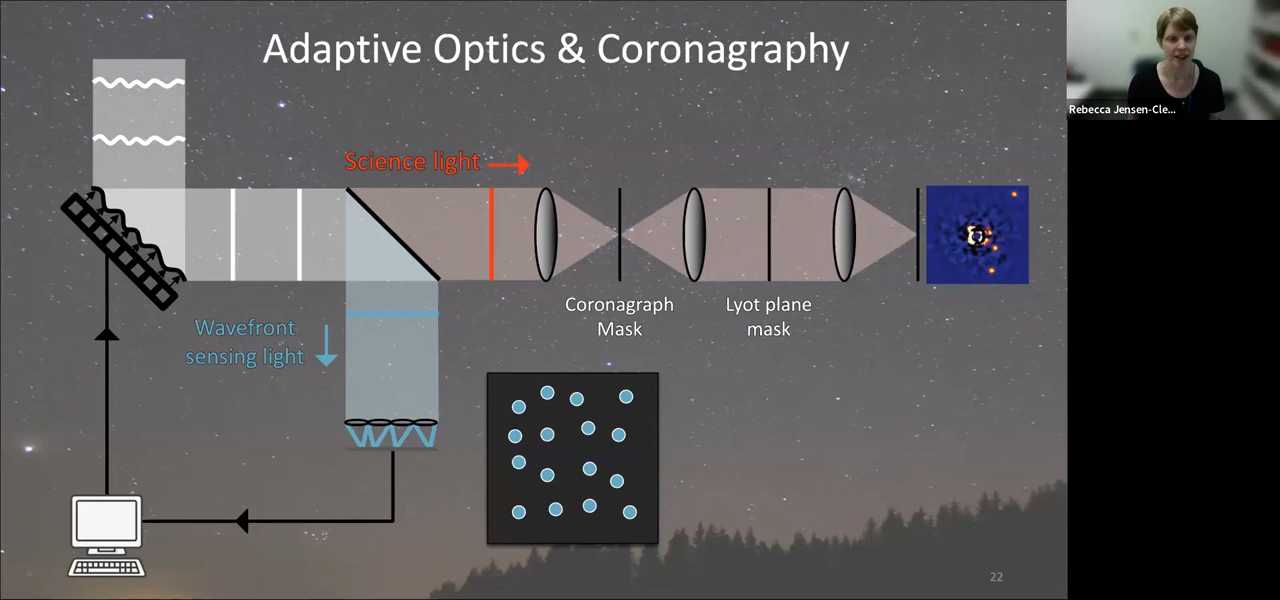 Adaptive Optics & Coronagraphy
Rebecca Jensen-Cle...
Science light
Coronagraph
Mask
Lyot plane
mask
Wavefront
sensing light
22